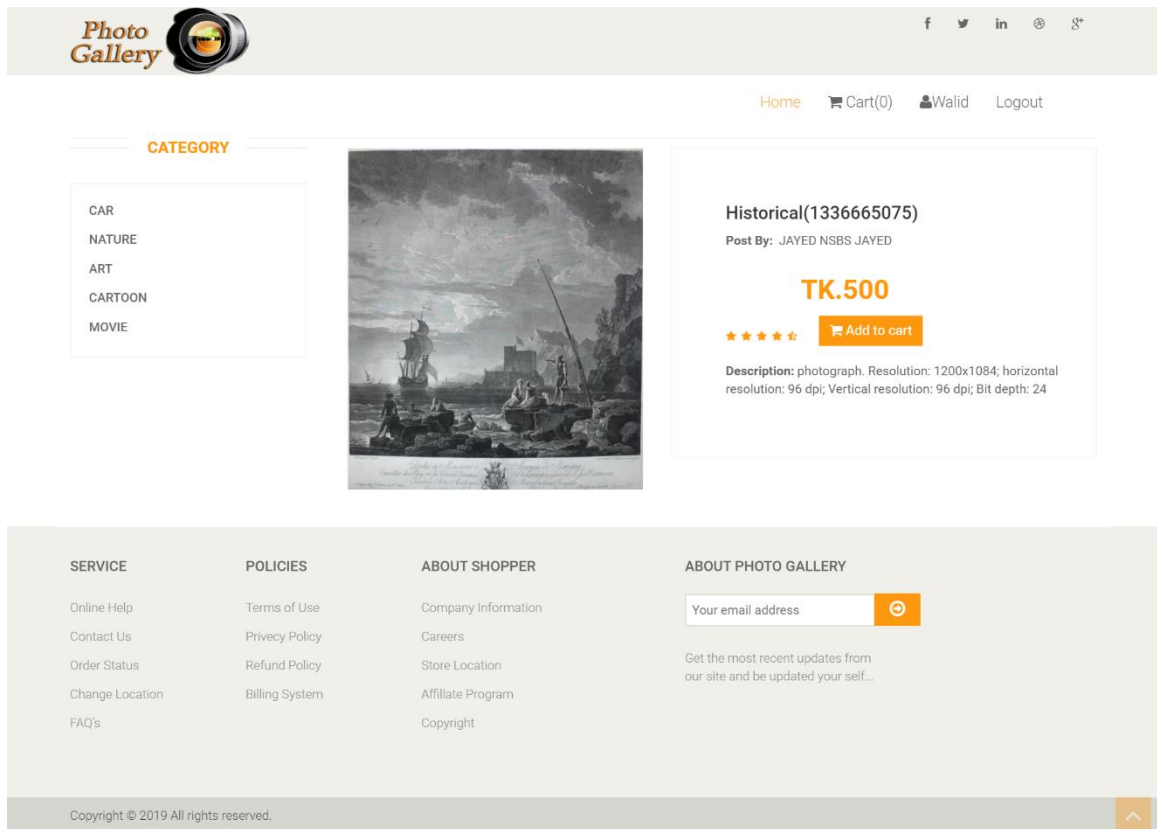 Photo
Gallery
f in g+
Home Cart(0) Walid Logout
CATEGORY
CAR
NATURE
ART
CARTOON
MOVIE
Historical(1336665075)
Post By: JAYED NSBS JAYED
TK.500
Add to cart
Description: photograph. Resolution: 1200x1084; horizontal
resolution: 96 dpi; Vertical resolution: 96 dpi; Bit depth: 24
SERVICE
Online Help
Contact Us
Order Status
Change Location
FAQ's
POLICIES
Terms of Use
Privecy Policy
Refund Policy
Billing System
ABOUT SHOPPER
Company Information
Careers
Store Location
Affillate Program
Copyright
ABOUT PHOTO GALLERY
Your email address
Get the most recent updates from
our site and be updated your self...
Copyright © 2019 All rights reserved.